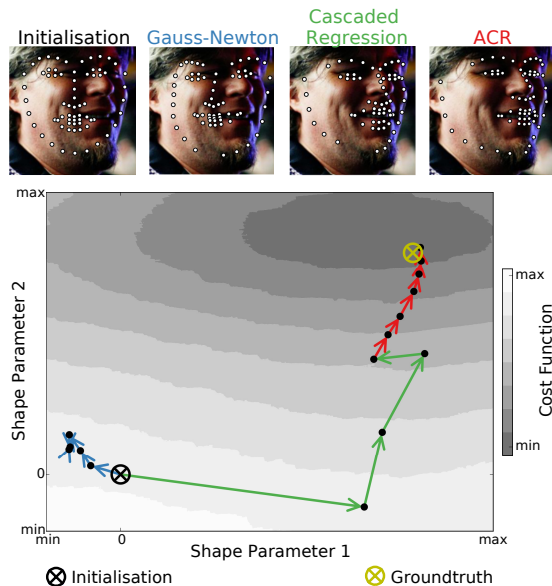 Initialisation
Gauss-Newton
Cascaded
Regression
ACR
max
Shape Parameter 2
0
min
min
0
max
Shape Parameter 1
max
min
Cost Function
Initialisation
Groundtruth